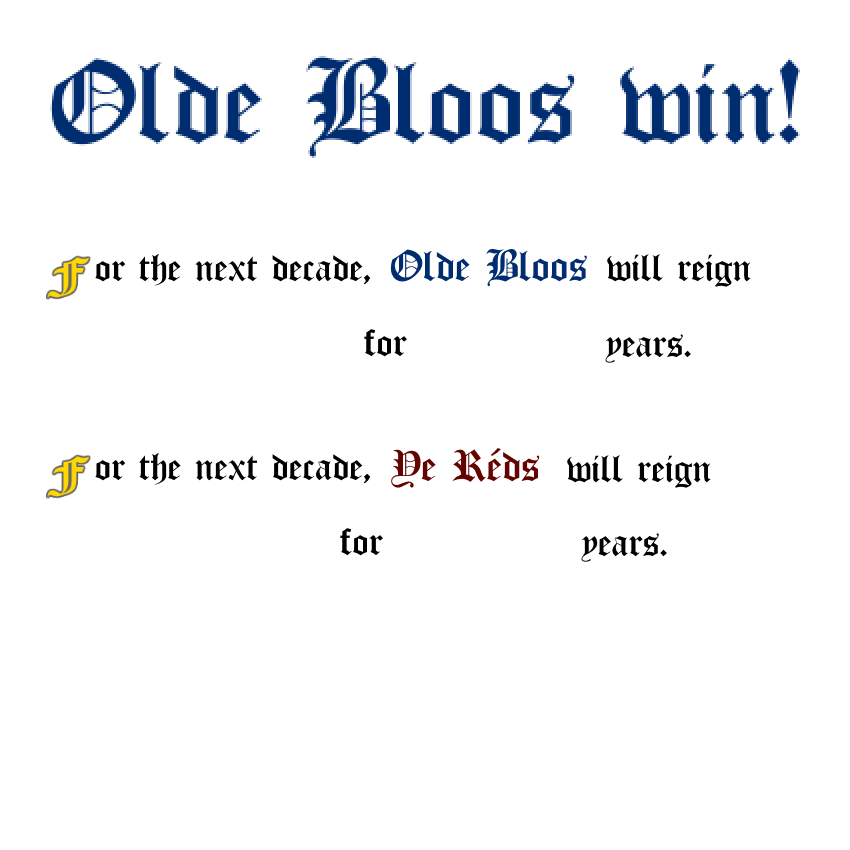 Olde Bloos win!
For the next decade, Olde Bloos will reign
for years.
For the next decade, Ye Réds will reign
for years.